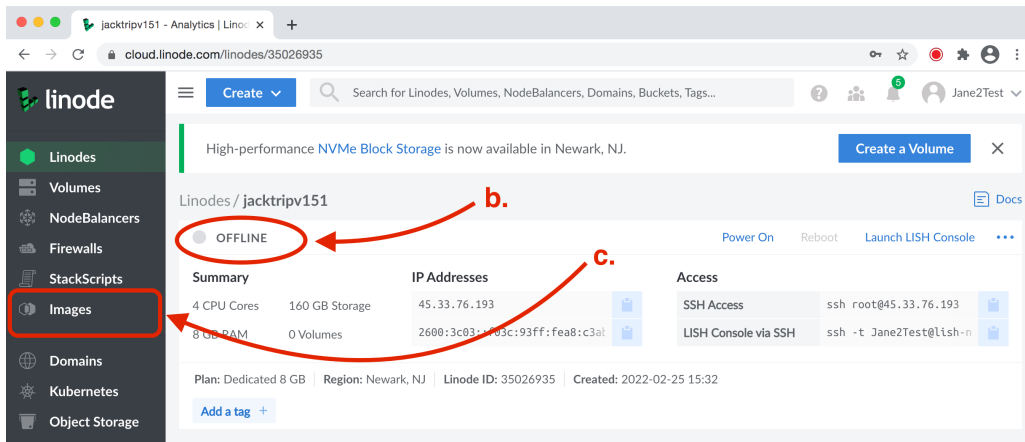 jacktripv151 - Analytics | Linod
cloud.linode.com/linodes/35026935
linode
Create
Search for Linodes, Volumes, NodeBalancers, Domains, Buckets, Tags...
5
Jane2Test
Linodes
Volumes
NodeBalancers
Firewalls
StackScripts
Images
Domains
Kubernetes
Object Storage
High-performance NVMe Block Storage is now available in Newark, NJ.
Create a Volume
Linodes / jacktripv151
b.
Docs
OFFLINE
Power On Reboot Launch LISH Console
c.
Summary IP Addresses Access
4 CPU Cores 160 GB Storage 45.33.76.193 SSH Access ssh root@45.33.76.193
8 GB RAM 0 Volumes LISH Console via SSH ssh -t Jane2Test@lish-n
Plan: Dedicated 8 GB Region: Newark, NJ Linode ID: 35026935 Created: 2022-02-25 15:32
Add a tag +